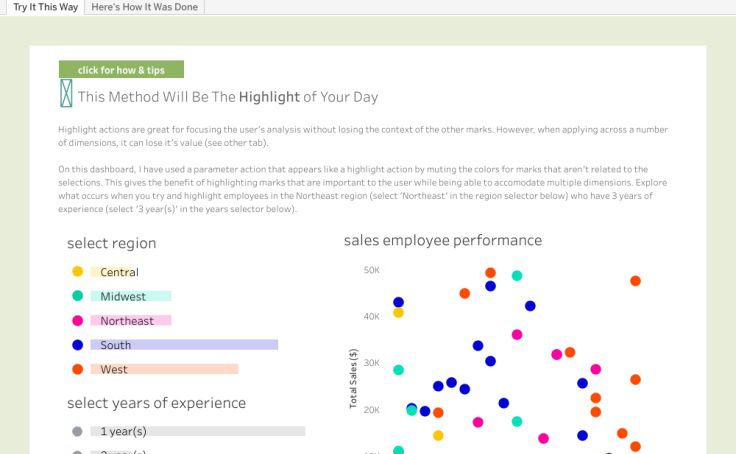 Try It This Way
Here's How It Was Done
click for how & tips
This Method Will Be The Highlight of Your Day
Highlight actions are great for focusing the user's analysis without losing the context of the other marks. However, when applying across a number
of dimensions, it can lose it's value (see other tab).
On this dashboard, I have used a parameter action that appears like a highlight action by muting the colors for marks that aren't related to the
selections. This gives the benefit of highlighting marks that are important to the user while being able to accomodate multiple dimensions. Explore
what occurs when you try and highlight employees in the Northeast region (select 'Northeast' in the region selector below) who have 3 years of
experience (select '3 year(s)' in the years selector below).
select region
Central
Midwest
Northeast
South
West
select years of experience
1 year(s)
sales employee performance
50K
40K
30K
20K
Total Sales ($)